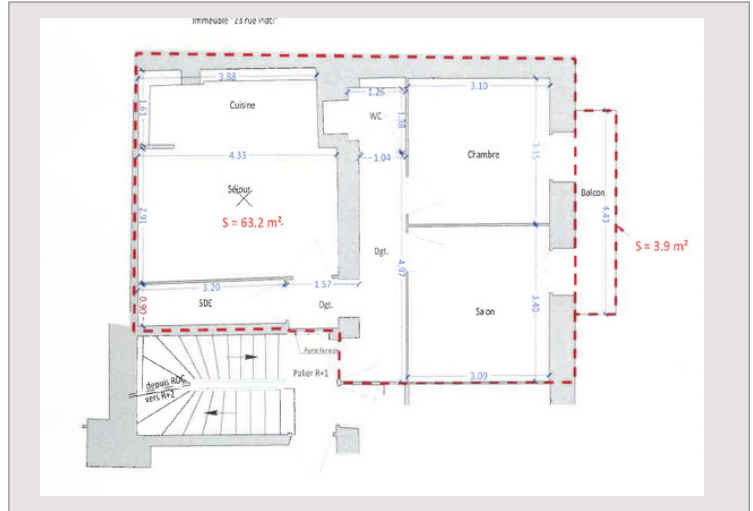 Immeuble "23 rue Piati"
3.88
Cuisine
1.61
1.26
WC
1.38
3.10
Chambre
3.15
4.33
1.04
Séjour
S = 63.2 m².
2.91
Balcon
4.43
S = 3.9 m²
Dgt.
4.97
3.20
1.57
SDE
0.90
Dgt.
Salon
3.40
Porte fermée
Palier R+1
3.09
depuis RDC
vers R+2